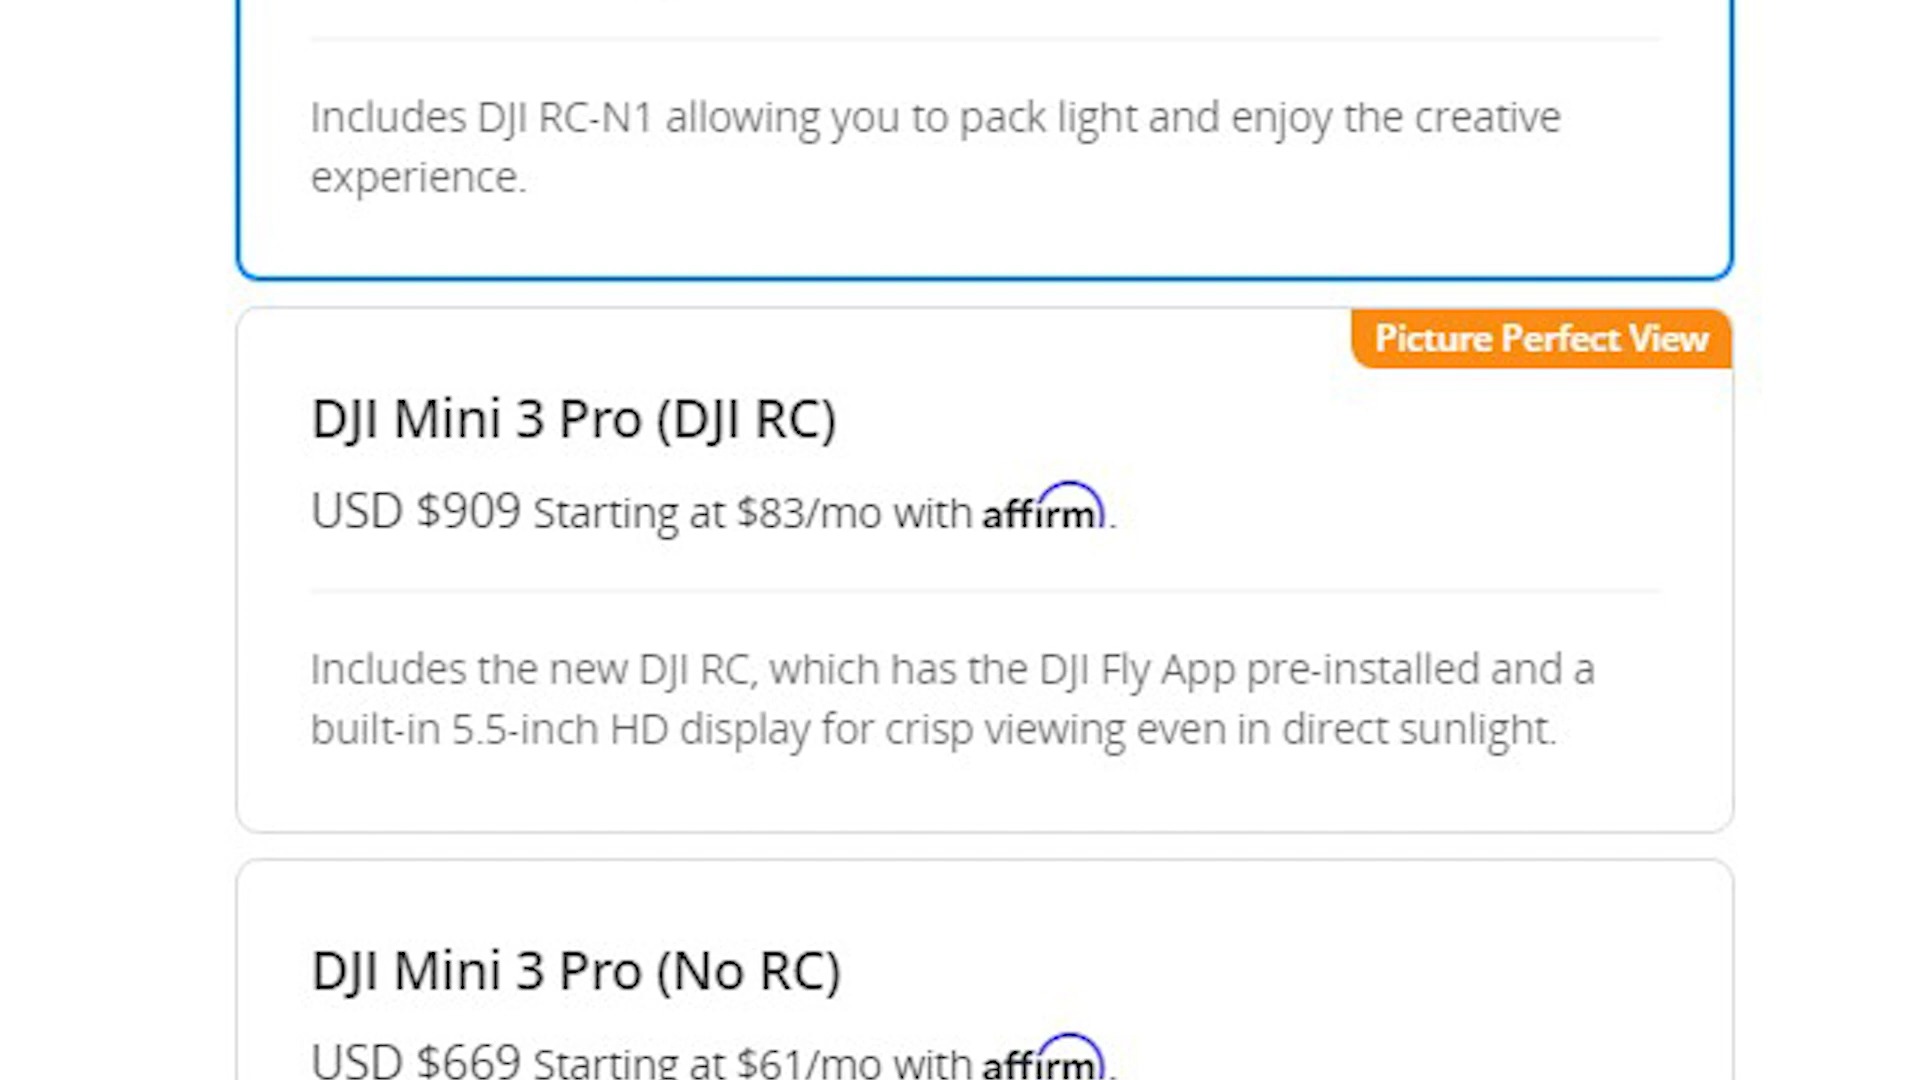 Includes DJI RC-N1 allowing you to pack light and enjoy the creative
experience.
Picture Perfect View
DJI Mini 3 Pro (DJI RC)
USD $909 Starting at $83/mo with affirm.
Includes the new DJI RC, which has the DJI Fly App pre-installed and a
built-in 5.5-inch HD display for crisp viewing even in direct sunlight.
DJI Mini 3 Pro (No RC)
USD $669 Starting at $61/mo with affirm.